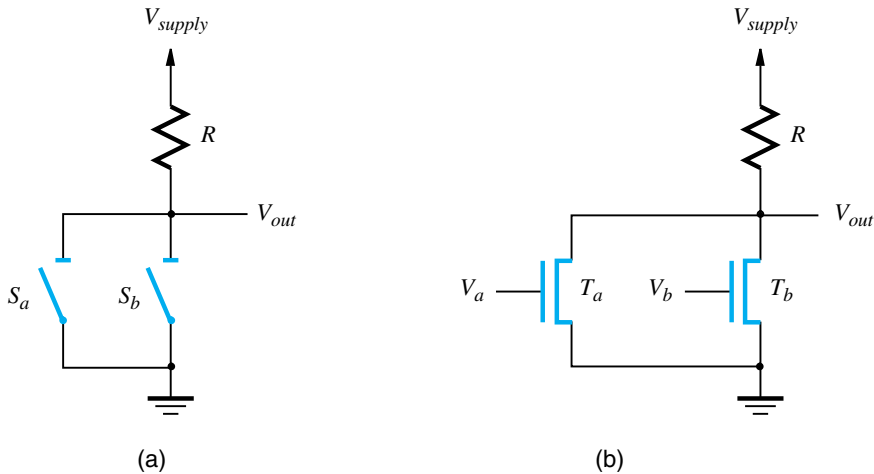 V_supply
V_supply
R
R
V_out
V_out
S_a
S_b
V_a
T_a
V_b
T_b
(a)
(b)